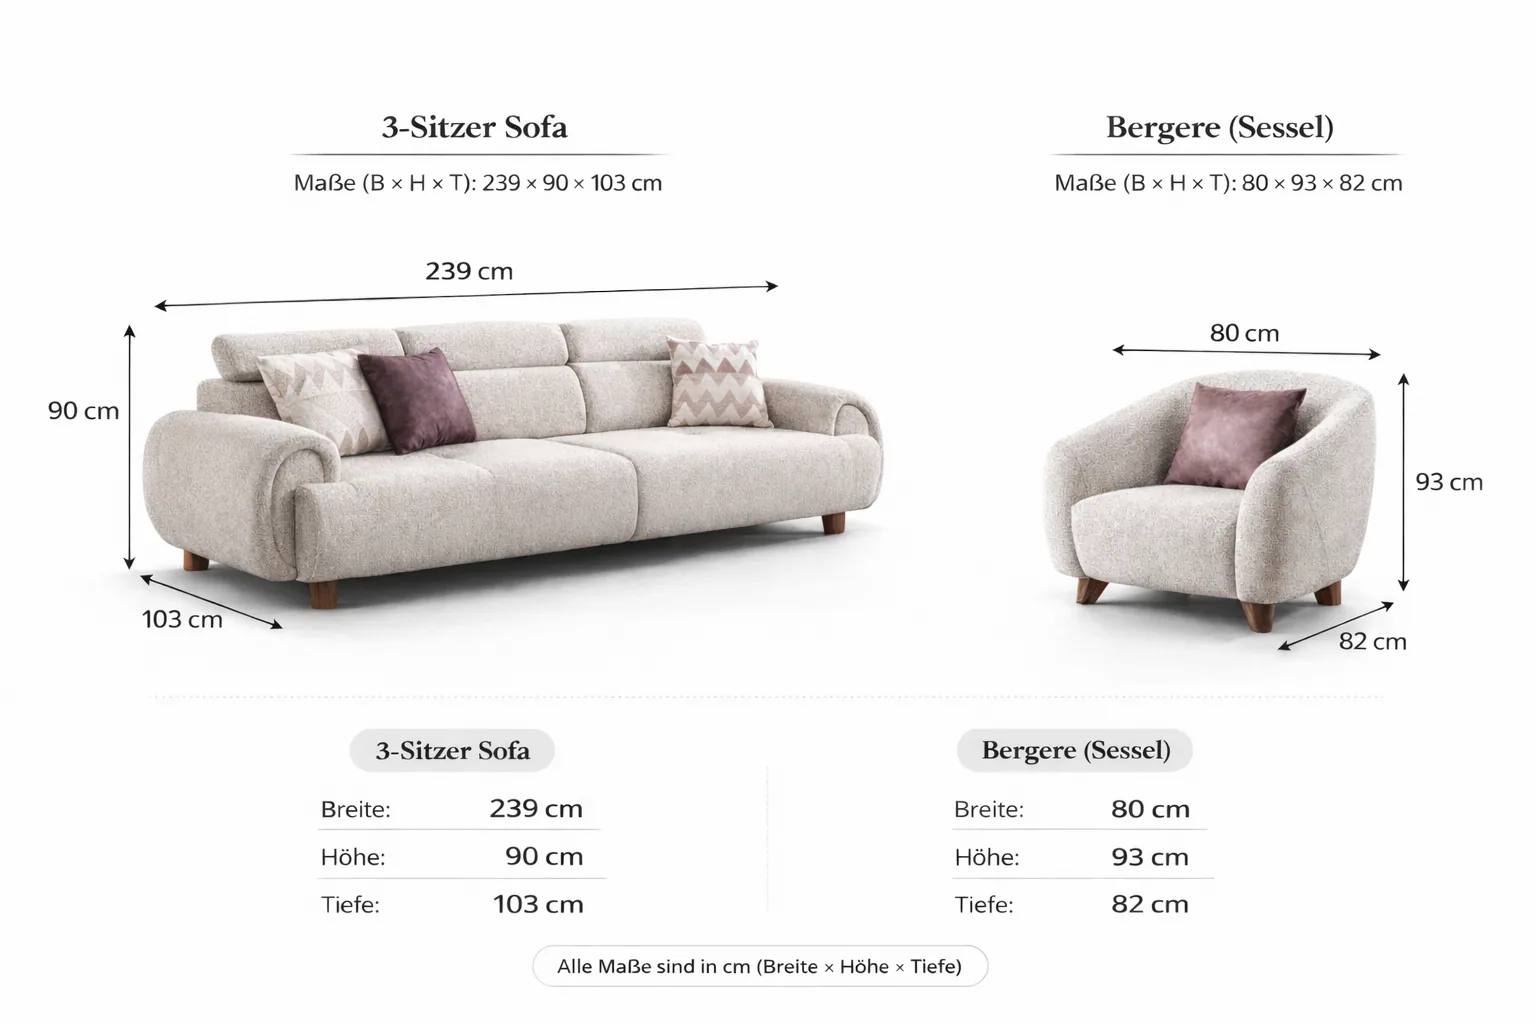 3-Sitzer Sofa
Maße (B × H × T): 239 × 90 × 103 cm
Bergere (Sessel)
Maße (B × H × T): 80 × 93 × 82 cm
239 cm
90 cm
103 cm
80 cm
93 cm
82 cm
3-Sitzer Sofa
Breite: 239 cm
Höhe: 90 cm
Tiefe: 103 cm
Bergere (Sessel)
Breite: 80 cm
Höhe: 93 cm
Tiefe: 82 cm
Alle Maße sind in cm (Breite × Höhe × Tiefe)